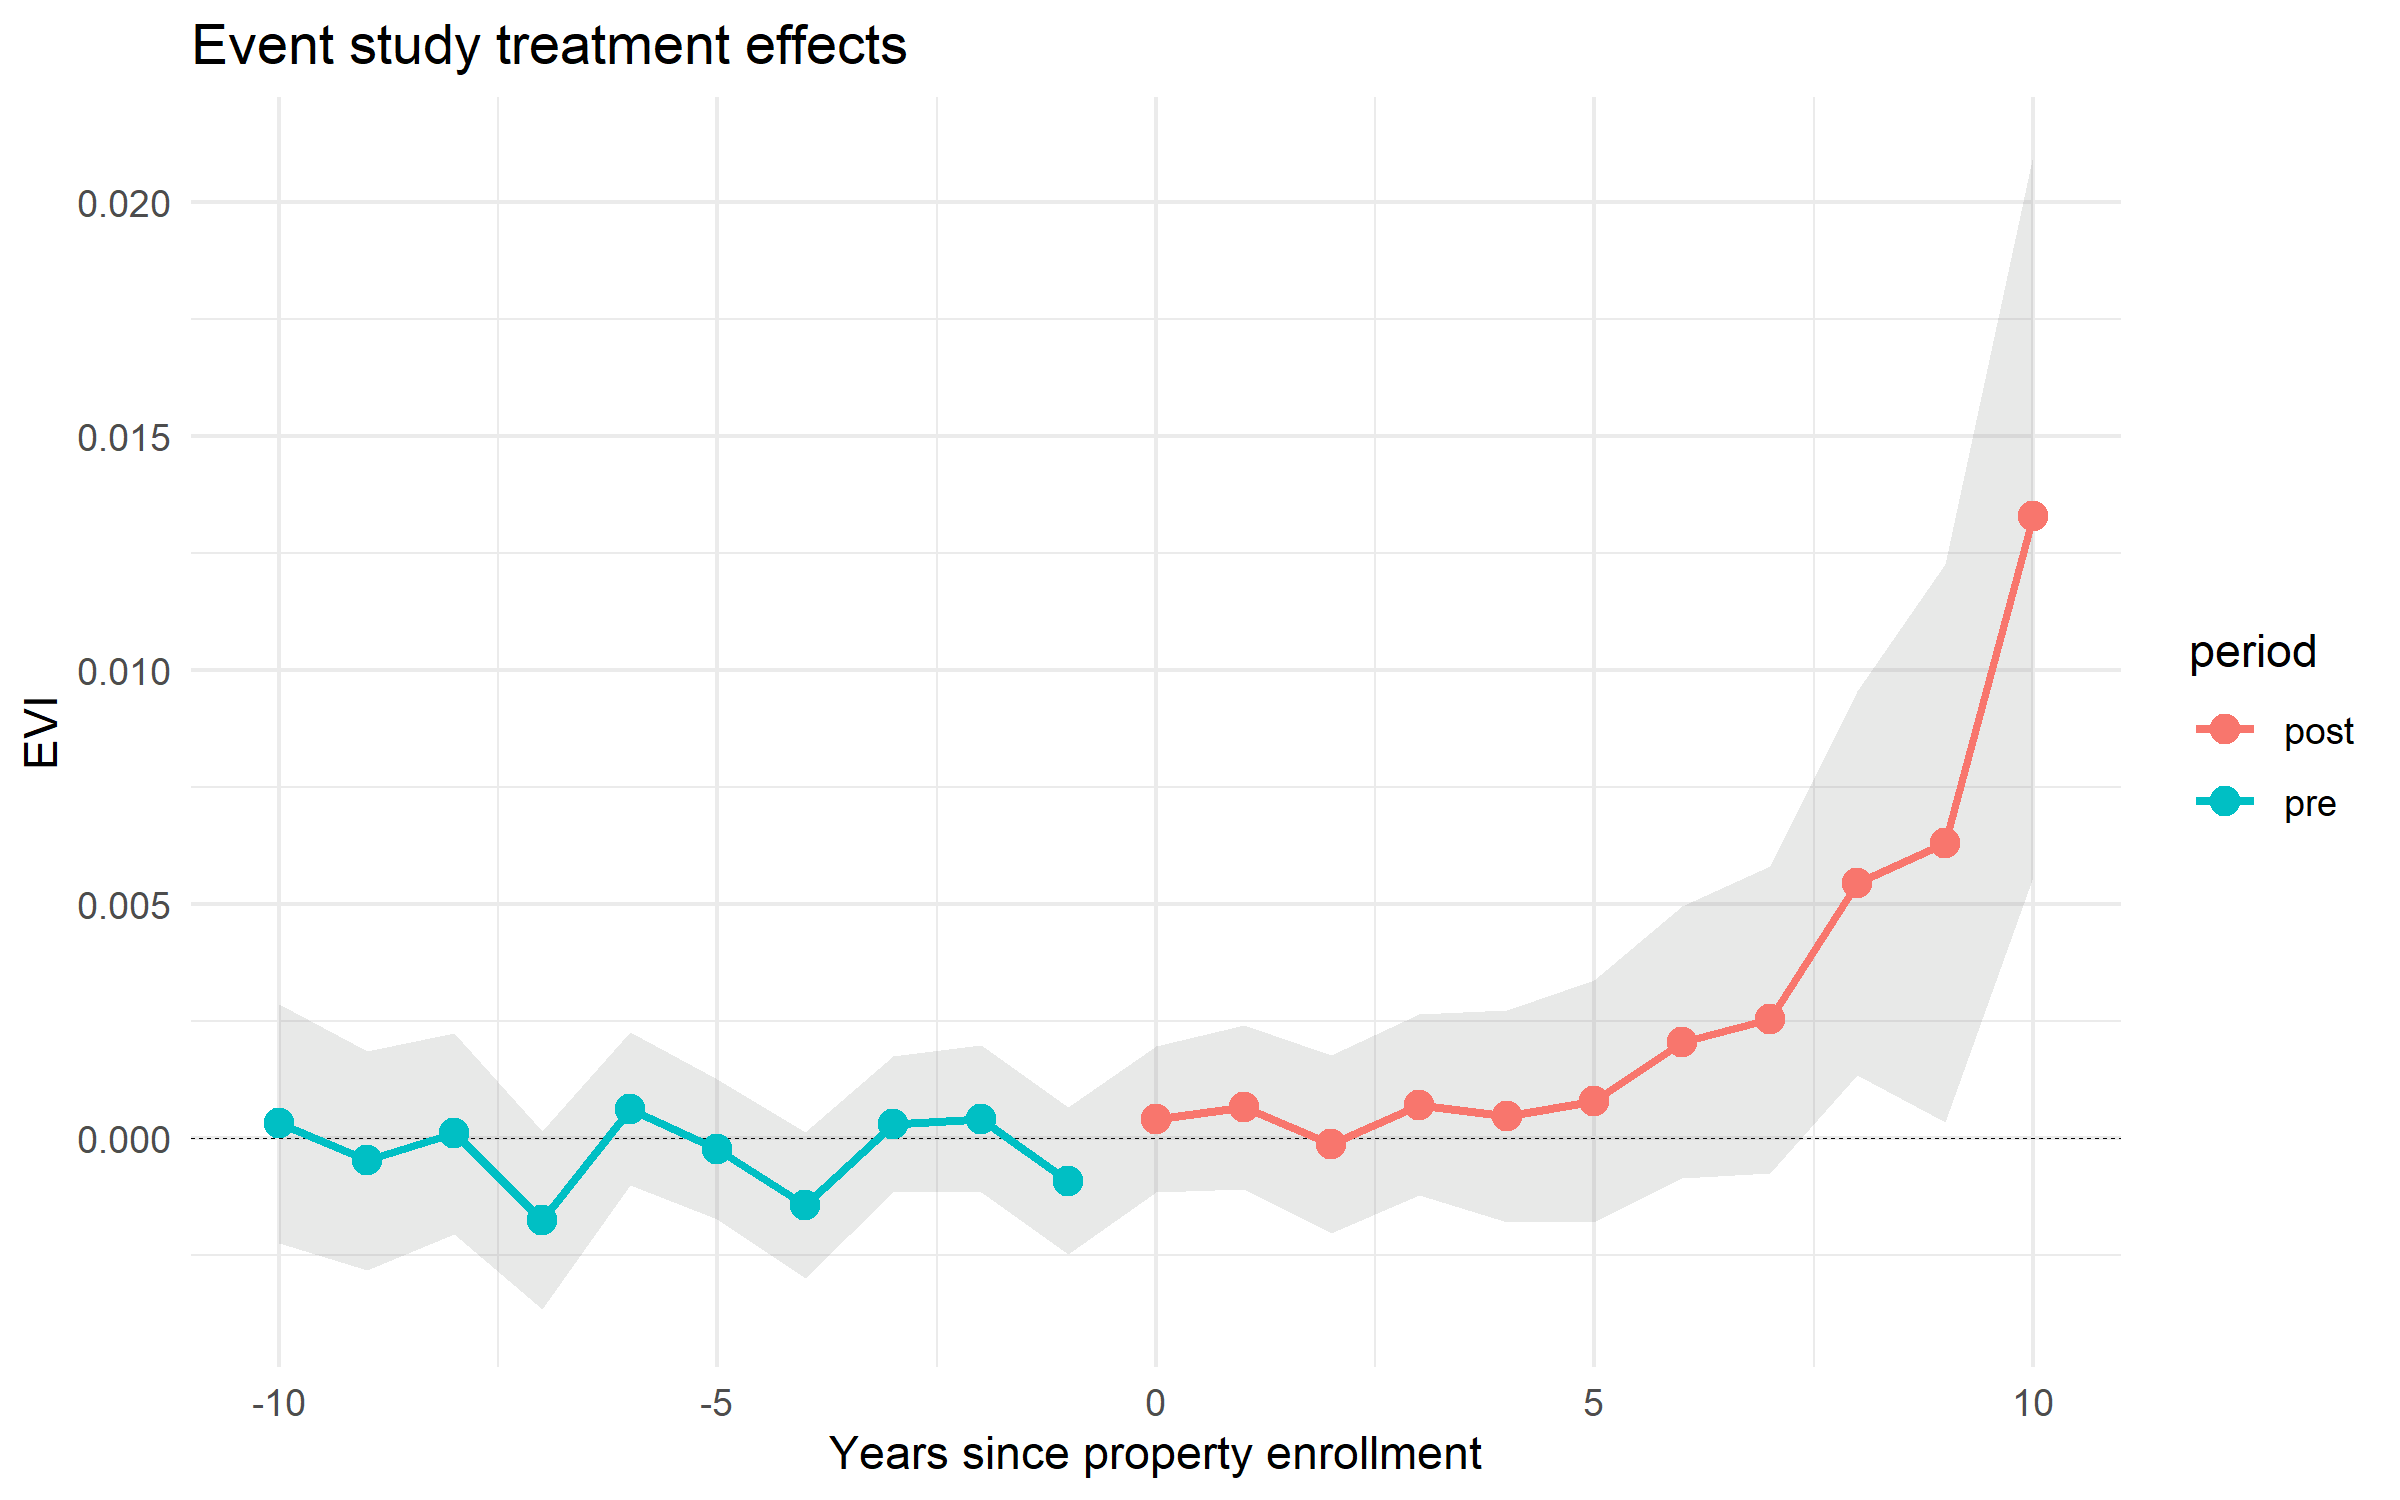 Event study treatment effects
0.020
0.015
0.010
0.005
0.000
EVI
-10
-5
0
5
10
Years since property enrollment
period
post
pre